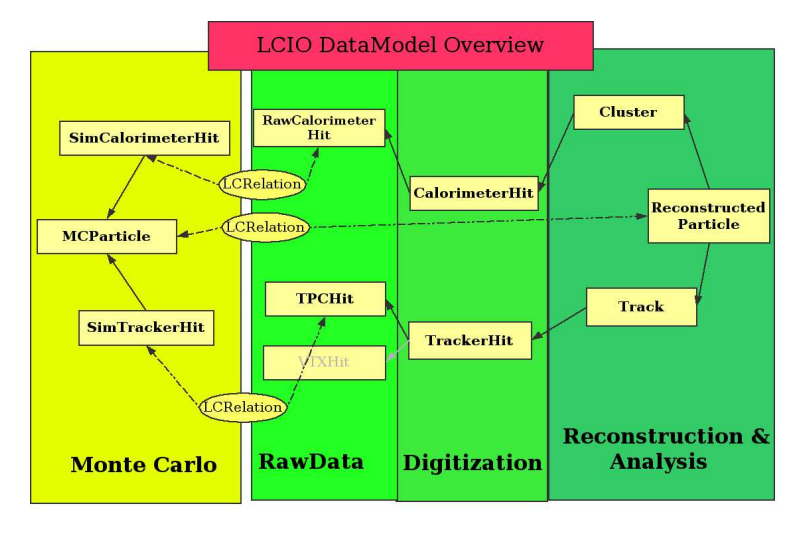 LCIO DataModel Overview
SimCalorimeterHit
MCParticle
SimTrackerHit
Monte Carlo
LCRelation
LCRelation
LCRelation
RawCalorimeter
Hit
TPCHit
VTXHit
RawData
CalorimeterHit
TrackerHit
Digitization
Cluster
Reconstructed
Particle
Track
Reconstruction &
Analysis